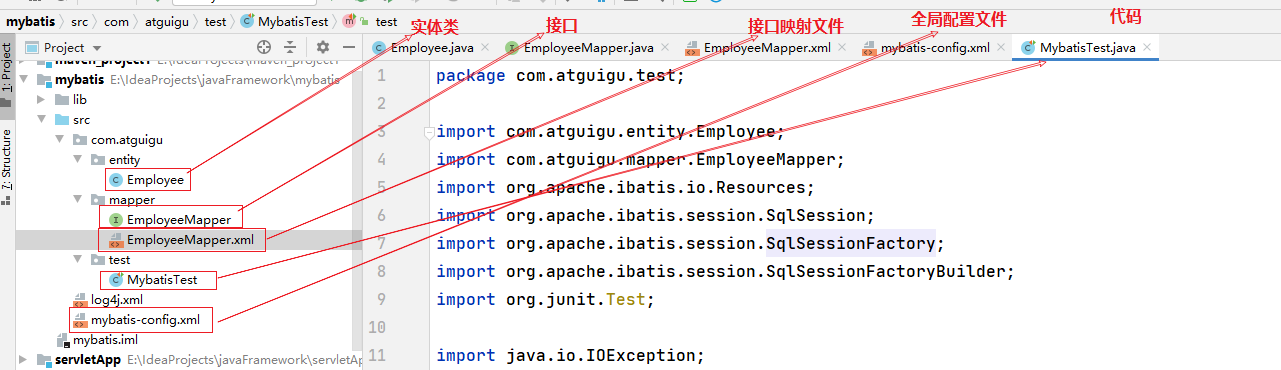 mybatis > src > com > atguigu > test > MybatisTest > test
实体类 接口 接口映射文件 全局配置文件 代码
1: Project
7: Structure
Project
mybatis E:\IdeaProjects\javaFramework\mybatis
lib
src
com.atguigu
entity
Employee
mapper
EmployeeMapper
EmployeeMapper.xml
test
MybatisTest
log4j.xml
mybatis-config.xml
mybatis.iml
servletApp E:\IdeaProjects\javaFramework\servletAp
Employee.java EmployeeMapper.java EmployeeMapper.xml mybatis-config.xml MybatisTest.java
1 package com.atguigu.test;
2
3 import com.atguigu.entity.Employee;
4 import com.atguigu.mapper.EmployeeMapper;
5 import org.apache.ibatis.io.Resources;
6 import org.apache.ibatis.session.SqlSession;
7 import org.apache.ibatis.session.SqlSessionFactory;
8 import org.apache.ibatis.session.SqlSessionFactoryBuilder;
9 import org.junit.Test;
10
11 import java.io.IOException;